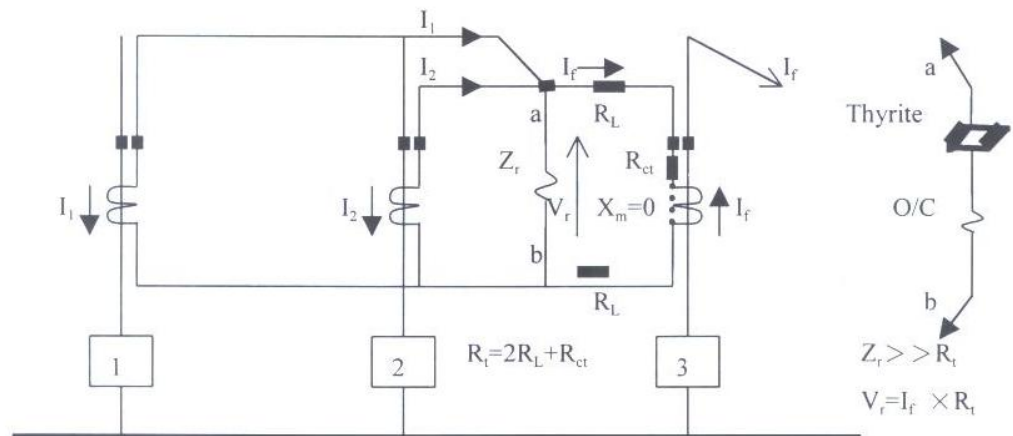 I₁
I₂
I_f
a
R_L
I_f
a
Thyrite
Z_r
R_ct
I₁
I₂
V_r
X_m=0
I_f
O/C
b
R_L
b
1
2
R_t=2R_L+R_ct
3
Z_r>>R_t
V_r=I_f ×R_t